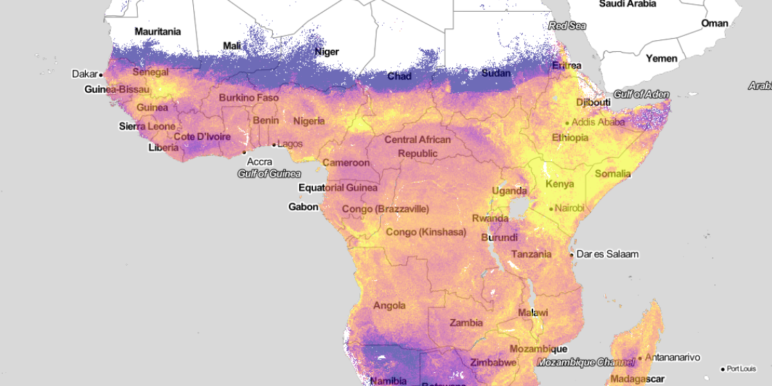 Saudi Arabia
Oman
Red Sea
Mauritania
Mali
Niger
Yemen
Dakar
Senegal
Chad
Sudan
Eritrea
Guinea-Bissau
Gulf of Aden
Arabi
Burkino Faso
Djibouti
Guinea
Benin
Nigeria
Addis Ababa
Sierra Leone
Cote D'Ivoire
Ethiopia
Liberia
Lagos
Central African
Republic
Accra
Cameroon
Gulf of Guinea
Somalia
Equatorial Guinea
Uganda
Kenya
Gabon
Congo (Brazzaville)
Nairobi
Rwanda
Congo (Kinshasa)
Burundi
Tanzania
Dar es Salaam
Angola
Malawi
Zambia
Mozambique
Zimbabwe
Mozambique Channel
Antananarivo
Port Louis
Namibia
Botswana
Madagascar